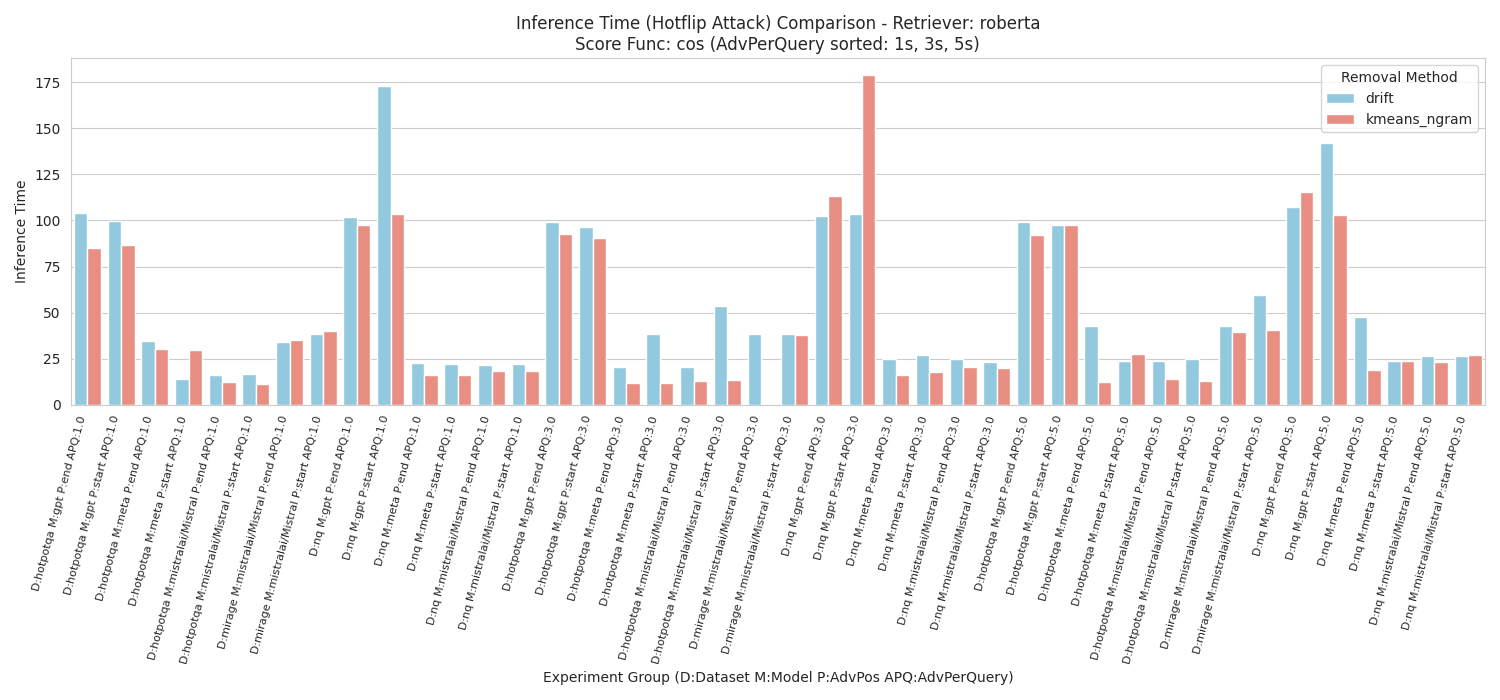 Inference Time (Hotflip Attack) Comparison - Retriever: roberta
Score Func: cos (AdvPerQuery sorted: 1s, 3s, 5s)
Removal Method
drift
kmeans_ngram
Inference Time
175
150
125
100
75
50
25
0
D:hotpotqa M:gpt P:end APQ:1.0
D:hotpotqa M:gpt P:start APQ:1.0
D:hotpotqa M:meta P:end APQ:1.0
D:hotpotqa M:meta P:start APQ:1.0
D:hotpotqa M:mistralai/Mistral P:end APQ:1.0
D:hotpotqa M:mistralai/Mistral P:start APQ:1.0
D:mirage M:mistralai/Mistral P:end APQ:1.0
D:mirage M:mistralai/Mistral P:start APQ:1.0
D:nq M:gpt P:end APQ:1.0
D:nq M:gpt P:start APQ:1.0
D:nq M:meta P:end APQ:1.0
D:nq M:meta P:start APQ:1.0
D:nq M:mistralai/Mistral P:end APQ:1.0
D:nq M:mistralai/Mistral P:start APQ:1.0
D:hotpotqa M:gpt P:end APQ:3.0
D:hotpotqa M:gpt P:start APQ:3.0
D:hotpotqa M:meta P:end APQ:3.0
D:hotpotqa M:meta P:start APQ:3.0
D:hotpotqa M:mistralai/Mistral P:end APQ:3.0
D:hotpotqa M:mistralai/Mistral P:start APQ:3.0
D:mirage M:mistralai/Mistral P:end APQ:3.0
D:mirage M:mistralai/Mistral P:start APQ:3.0
D:nq M:gpt P:end APQ:3.0
D:nq M:gpt P:start APQ:3.0
D:nq M:meta P:end APQ:3.0
D:nq M:meta P:start APQ:3.0
D:nq M:mistralai/Mistral P:end APQ:3.0
D:nq M:mistralai/Mistral P:start APQ:3.0
D:hotpotqa M:gpt P:end APQ:5.0
D:hotpotqa M:gpt P:start APQ:5.0
D:hotpotqa M:meta P:end APQ:5.0
D:hotpotqa M:meta P:start APQ:5.0
D:hotpotqa M:mistralai/Mistral P:end APQ:5.0
D:hotpotqa M:mistralai/Mistral P:start APQ:5.0
D:mirage M:mistralai/Mistral P:end APQ:5.0
D:mirage M:mistralai/Mistral P:start APQ:5.0
D:nq M:gpt P:end APQ:5.0
D:nq M:gpt P:start APQ:5.0
D:nq M:meta P:end APQ:5.0
D:nq M:meta P:start APQ:5.0
D:nq M:mistralai/Mistral P:end APQ:5.0
D:nq M:mistralai/Mistral P:start APQ:5.0
Experiment Group (D:Dataset M:Model P:AdvPos APQ:AdvPerQuery)